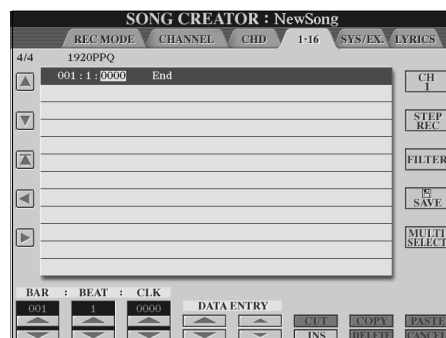 SONG CREATOR : NewSong
REC MODE CHANNEL CHD 1-16 SYS/EX. LYRICS
4/4 1920PPQ
001 : 1 : 0000 End
CH
1
STEP
REC
FILTER
SAVE
MULTI
SELECT
BAR : BEAT : CLK
001 1 0000 DATA ENTRY
CUT COPY PASTE
INS DELETE CANCEL